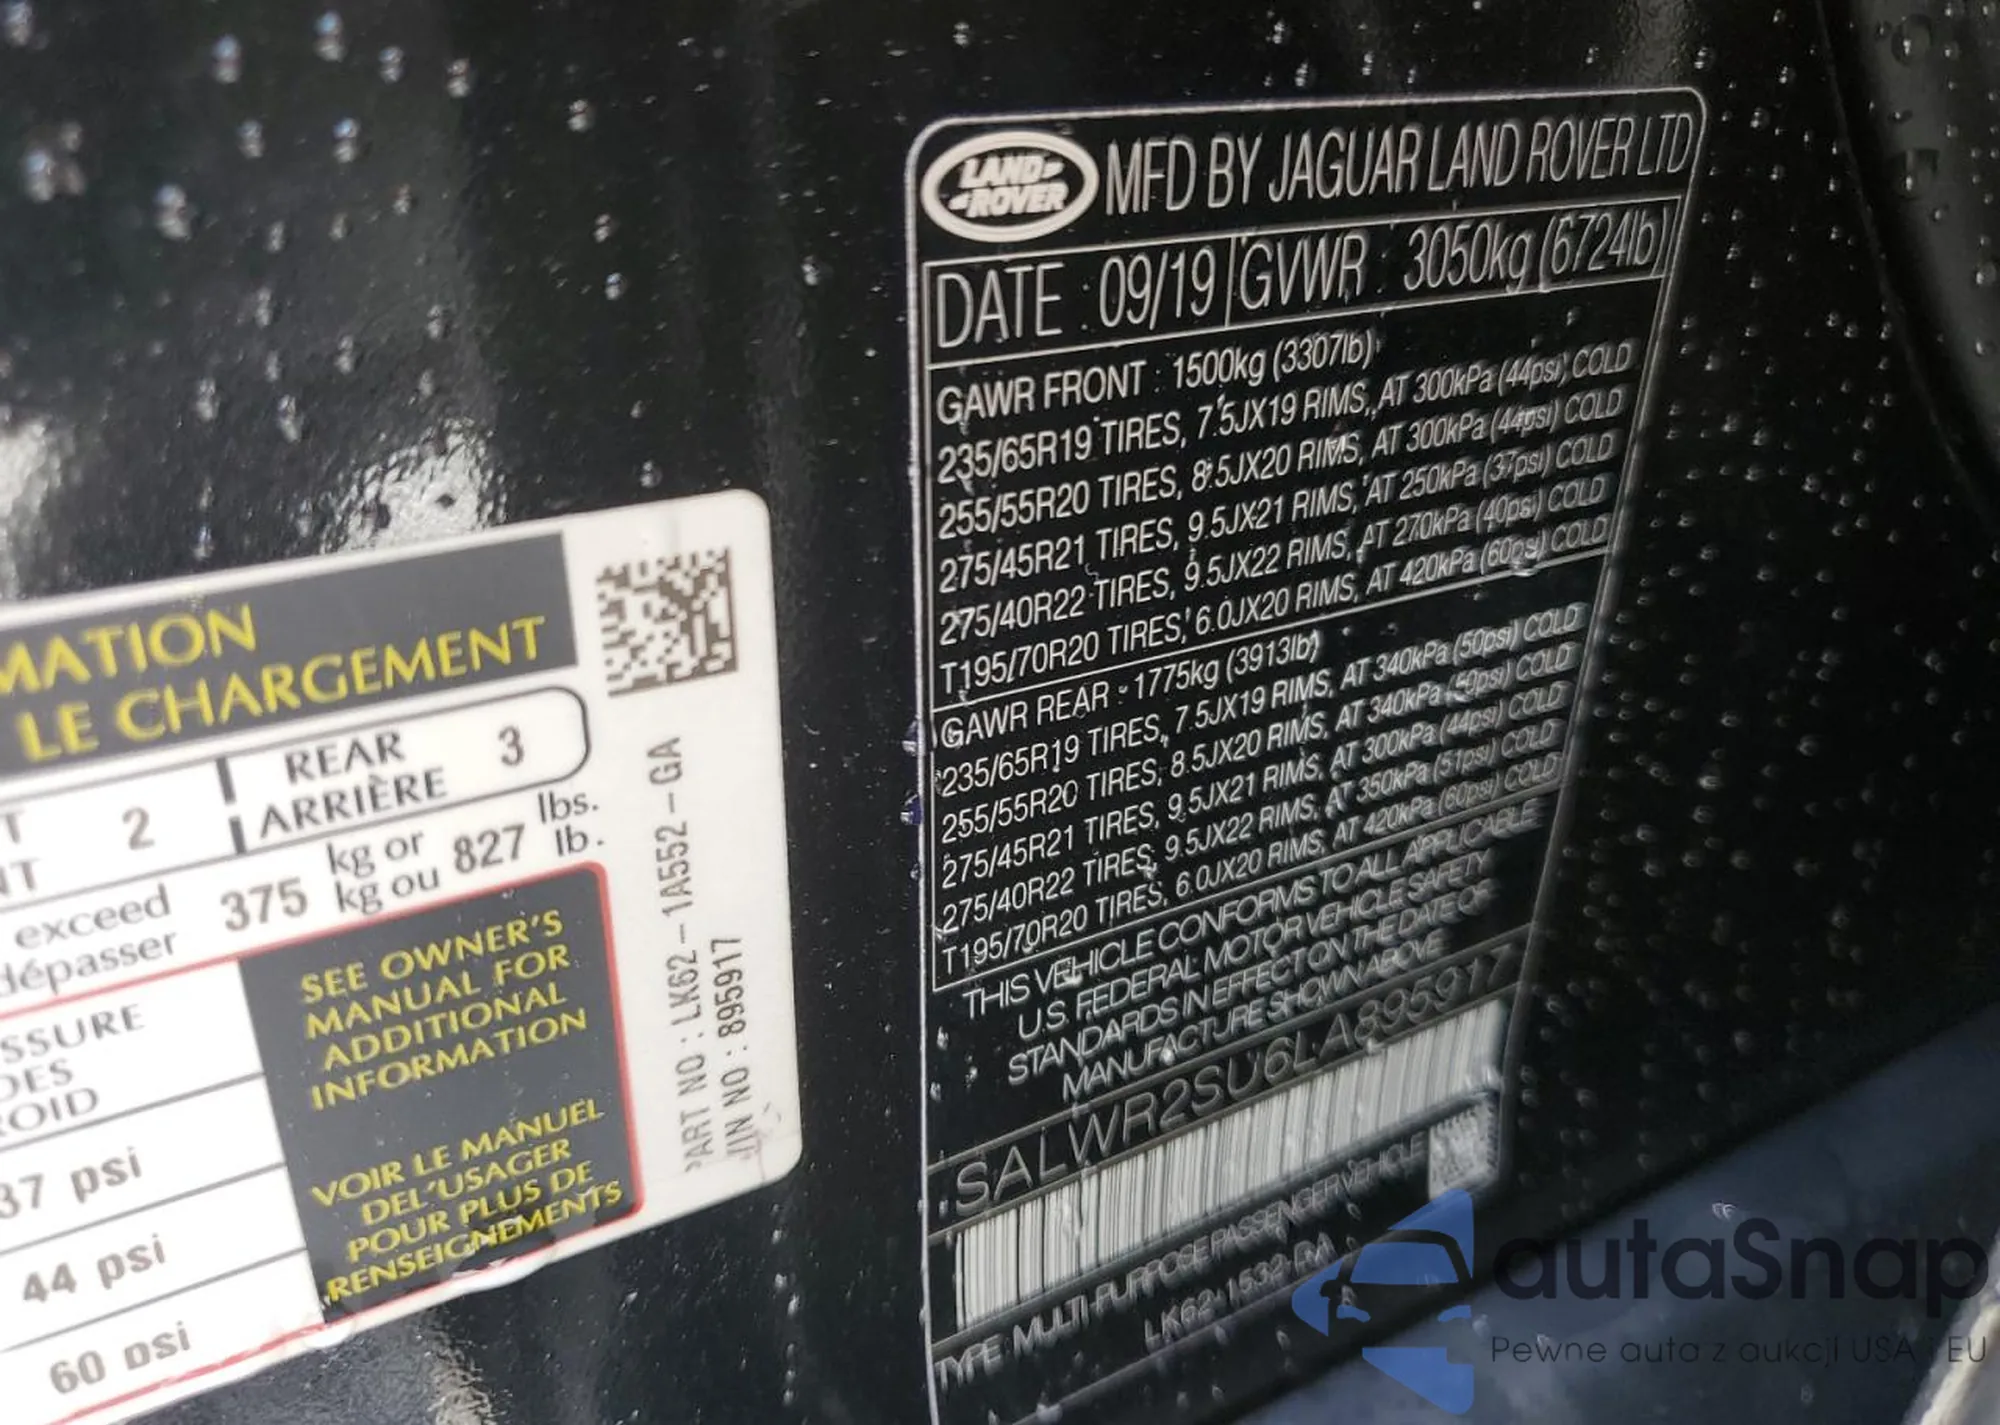 MATION
LE CHARGEMENT
T
NT
2
REAR
ARRIÈRE
3
exceed
dépasser
375
kg or
kg ou
827
lbs.
lb.
SSURE
DES
ROID
37 psi
44 psi
60 psi
SEE OWNER'S
MANUAL FOR
ADDITIONAL
INFORMATION
VOIR LE MANUEL
DEL'USAGER
POUR PLUS DE
RENSEIGNEMENTS
PART NO : LK62-1A552-GA
VIN NO : 895917
LAND-
-ROVER
MFD BY JAGUAR LAND ROVER LTD
DATE : 09/19 GVWR : 3050kg (6724lb)
GAWR FRONT : 1500kg (3307lb)
235/65R19 TIRES, 7.5JX19 RIMS, AT 300kPa (44psi) COLD
255/55R20 TIRES, 8.5JX20 RIMS, AT 300kPa (44psi) COLD
275/45R21 TIRES, 9.5JX21 RIMS, AT 250kPa (37psi) COLD
275/40R22 TIRES, 9.5JX22 RIMS, AT 270kPa (40psi) COLD
T195/70R20 TIRES, 6.0JX20 RIMS, AT 420kPa (60psi) COLD
GAWR REAR : 1775kg (3913lb)
235/65R19 TIRES, 7.5JX19 RIMS, AT 340kPa (50psi) COLD
255/55R20 TIRES, 8.5JX20 RIMS, AT 340kPa (50psi) COLD
275/45R21 TIRES, 9.5JX21 RIMS, AT 300kPa (44psi) COLD
275/40R22 TIRES, 9.5JX22 RIMS, AT 350kPa (51psi) COLD
T195/70R20 TIRES, 6.0JX20 RIMS, AT 420kPa (60psi) COLD
THIS VEHICLE CONFORMS TO ALL APPLICABLE
U.S. FEDERAL MOTOR VEHICLE SAFETY
STANDARDS IN EFFECT ON THE DATE OF
MANUFACTURE SHOWN ABOVE
SALWR2SU6LA895917
TYPE MULTI-PURPOSE PASSENGER VEHICLE
LK62-1532-BA
autaSnap
Pewne auta z aukcji USA i EU